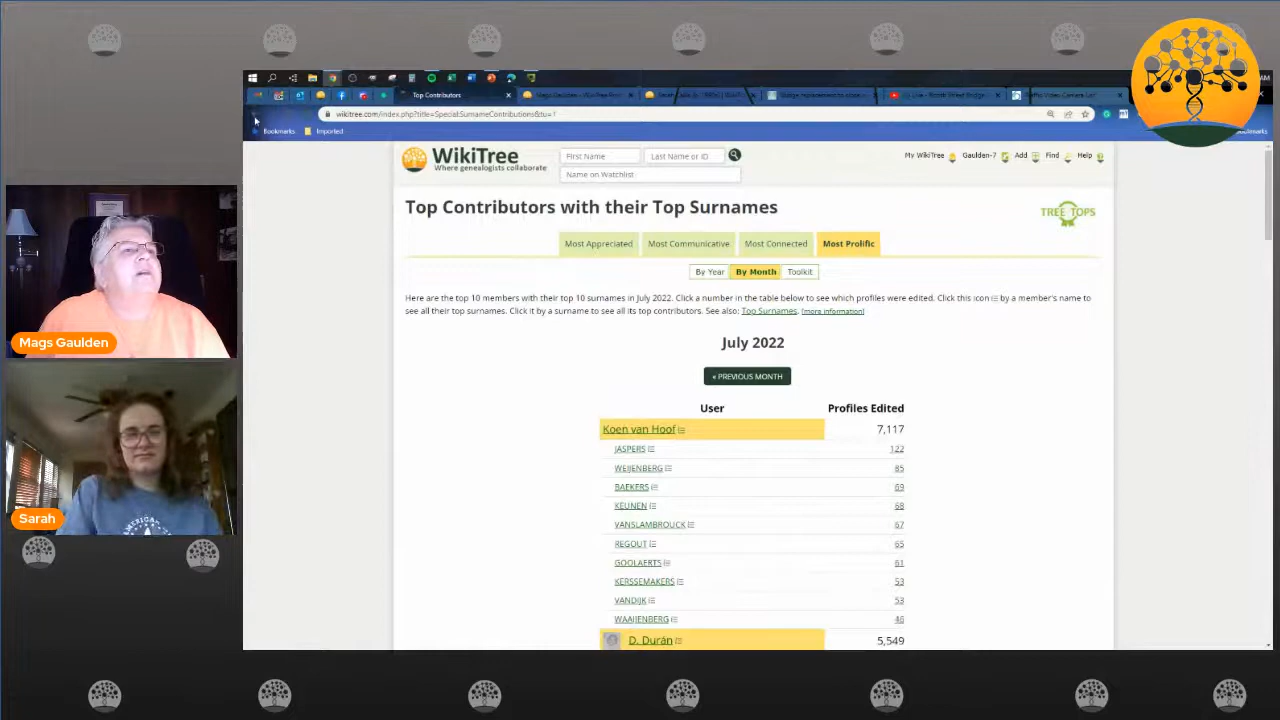 Top Contributors
wikitree.com/index.php?title=Special:SurnameContributions&tu=1
Bookmarks
Imported
WikiTree
Where genealogists collaborate
First Name
Last Name or ID
Name on Watchlist
My WikiTree
Gaulden-7
Add
Find
Help
Top Contributors with their Top Surnames
TREE TOPS
Most Appreciated
Most Communicative
Most Connected
Most Prolific
By Year
By Month
Toolkit
Here are the top 10 members with their top 10 surnames in July 2022. Click a number in the table below to see which profiles were edited. Click this icon by a member's name to
see all their top surnames. Click it by a surname to see all its top contributors. See also: Top Surnames. [more information]
July 2022
« PREVIOUS MONTH
User Profiles Edited
Koen van Hoof 7,117
JASPERS 122
WEIJENBERG 85
BAEKERS 69
KEUNEN 68
VANSLAMBROUCK 67
REGOUT 65
GOOLAERTS 61
KERSSEMAKERS 53
VANDIJK 53
WAAIJENBERG 46
D. Durán 5,549
Mags Gaulden
Sarah